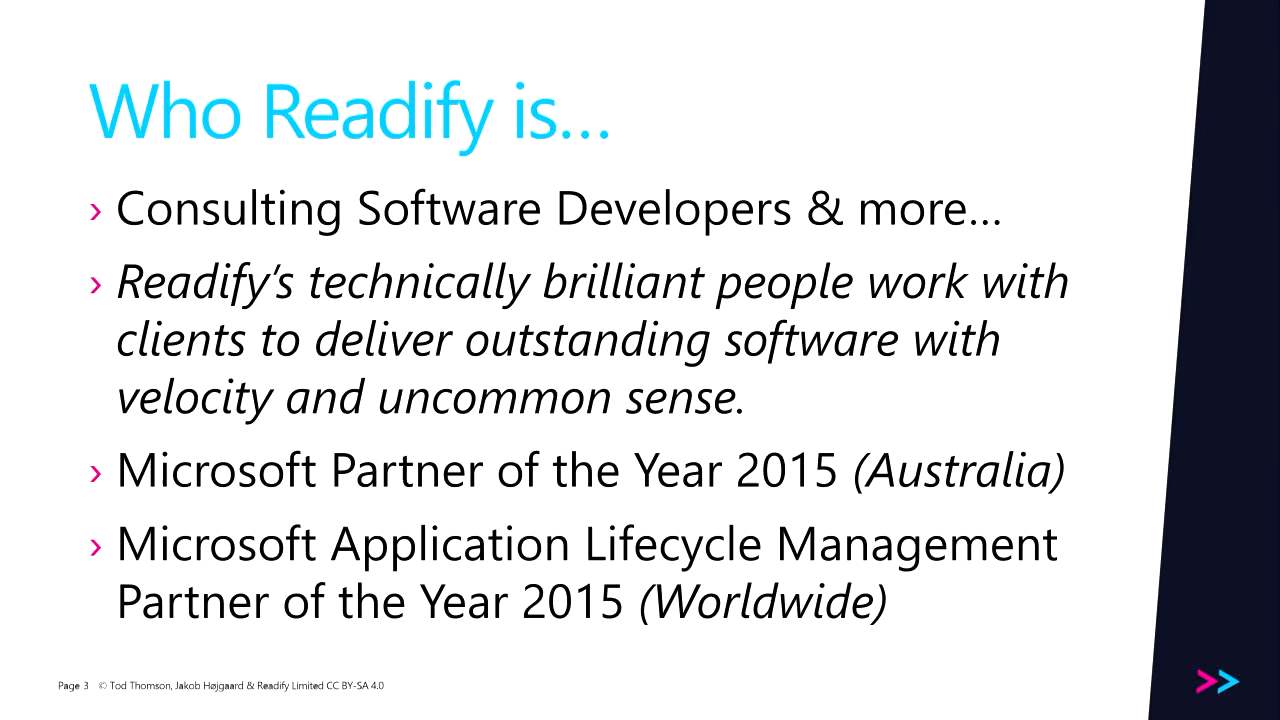 Who Readify is...
› Consulting Software Developers & more...
› Readify’s technically brilliant people work with
clients to deliver outstanding software with
velocity and uncommon sense.
› Microsoft Partner of the Year 2015 (Australia)
› Microsoft Application Lifecycle Management
Partner of the Year 2015 (Worldwide)
Page 3 © Tod Thomson, Jakob Højgaard & Readify Limited CC BY-SA 4.0